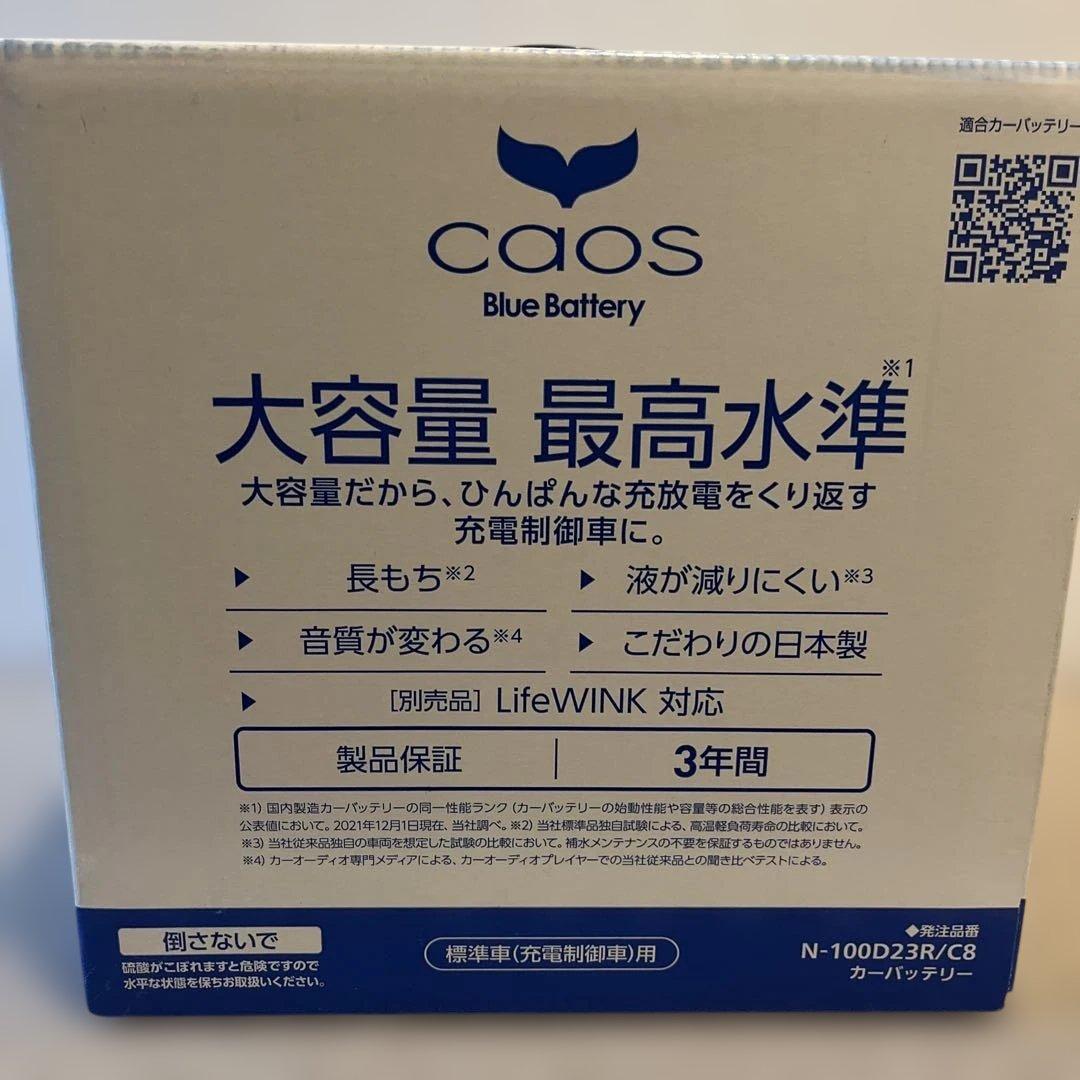 適合カーバッテリー
caos
Blue Battery
大容量 最高水準※1
大容量だから、ひんぱんな充放電をくり返す
充電制御車に。
▶ 長もち※2 ▶ 液が減りにくい※3
▶ 音質が変わる※4 ▶ こだわりの日本製
▶ [別売品] LifeWINK 対応
製品保証 3年間
※1) 国内製造カーバッテリーの同一性能ランク(カーバッテリーの始動性能や容量等の総合性能を表す)表示の
公表値において。2021年12月1日現在、当社調べ。※2) 当社標準品独自試験による、高温軽負荷寿命の比較において。
※3) 当社従来品独自の車両を想定した試験の比較において。補水メンテナンスの不要を保証するものではありません。
※4) カーオーディオ専門メディアによる、カーオーディオプレイヤーでの当社従来品との聞き比べテストによる。
倒さないで
硫酸がこぼれますと危険ですので
水平な状態を保ちお取扱いください。
標準車(充電制御車)用
◆発注品番
N-100D23R/C8
カーバッテリー